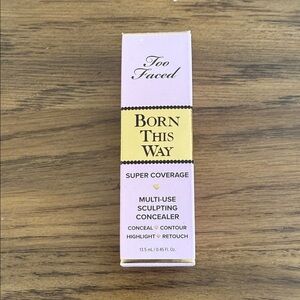 Too
Faced
BORN
THIS
WAY
SUPER COVERAGE
MULTI-USE
SCULPTING
CONCEALER
CONCEAL CONTOUR
HIGHLIGHT RETOUCH
13.5 mL / 0.45 Fl. Oz.